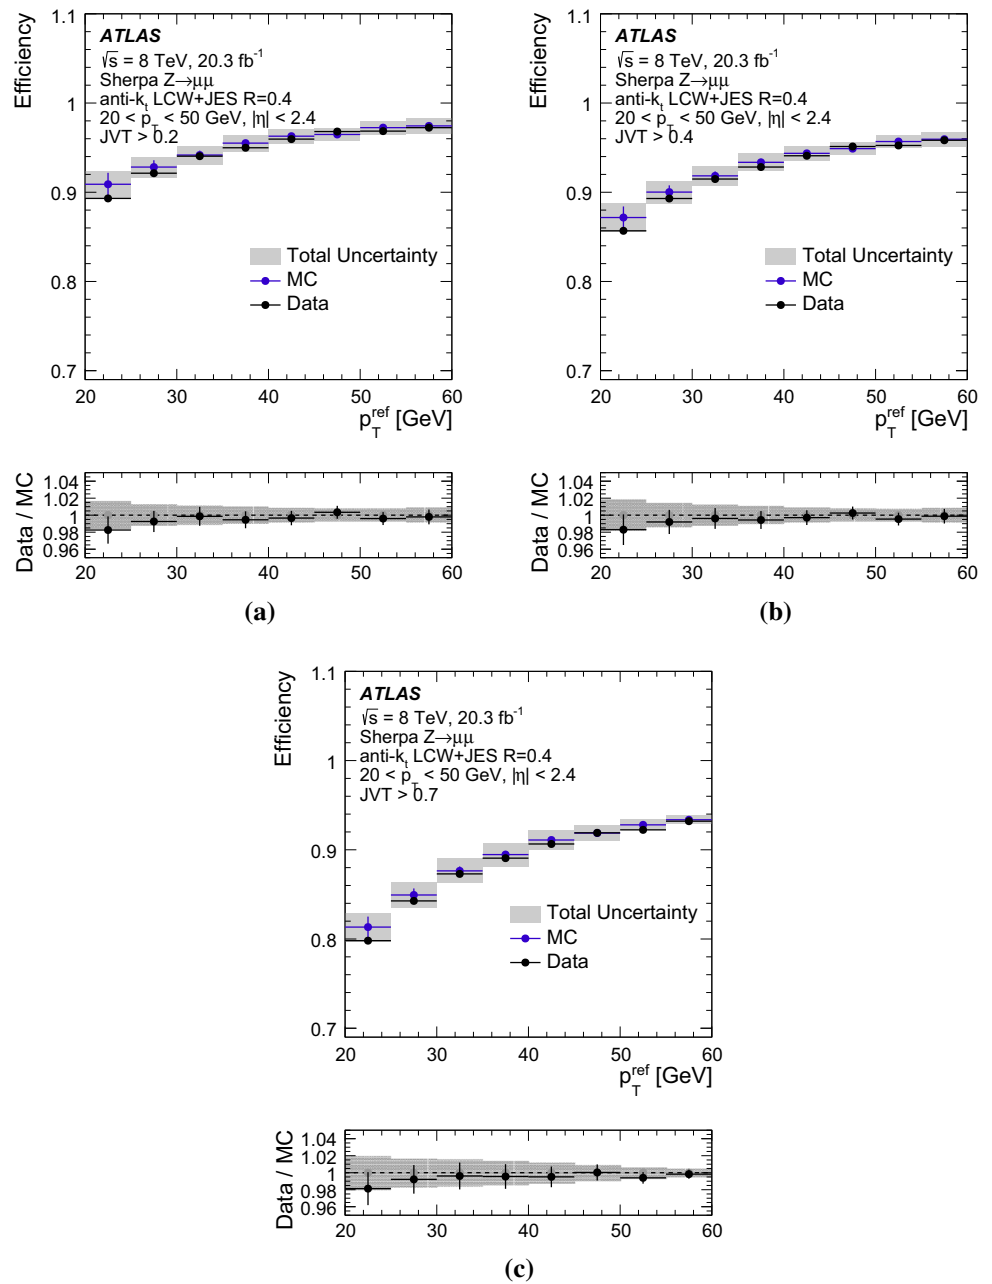 Efficiency
1.1
1
0.9
0.8
0.7
ATLAS
√s = 8 TeV, 20.3 fb⁻¹
Sherpa Z→μμ
anti-kt LCW+JES R=0.4
20 < pT < 50 GeV, |η| < 2.4
JVT > 0.2
Total Uncertainty
MC
Data
20 30 40 50 60
pT^ref [GeV]
Data / MC
1.04
1.02
1
0.98
0.96
20 30 40 50 60
(a)
Efficiency
1.1
1
0.9
0.8
0.7
ATLAS
√s = 8 TeV, 20.3 fb⁻¹
Sherpa Z→μμ
anti-kt LCW+JES R=0.4
20 < pT < 50 GeV, |η| < 2.4
JVT > 0.4
Total Uncertainty
MC
Data
20 30 40 50 60
pT^ref [GeV]
Data / MC
1.04
1.02
1
0.98
0.96
20 30 40 50 60
(b)
Efficiency
1.1
1
0.9
0.8
0.7
ATLAS
√s = 8 TeV, 20.3 fb⁻¹
Sherpa Z→μμ
anti-kt LCW+JES R=0.4
20 < pT < 50 GeV, |η| < 2.4
JVT > 0.7
Total Uncertainty
MC
Data
20 30 40 50 60
pT^ref [GeV]
Data / MC
1.04
1.02
1
0.98
0.96
20 30 40 50 60
(c)